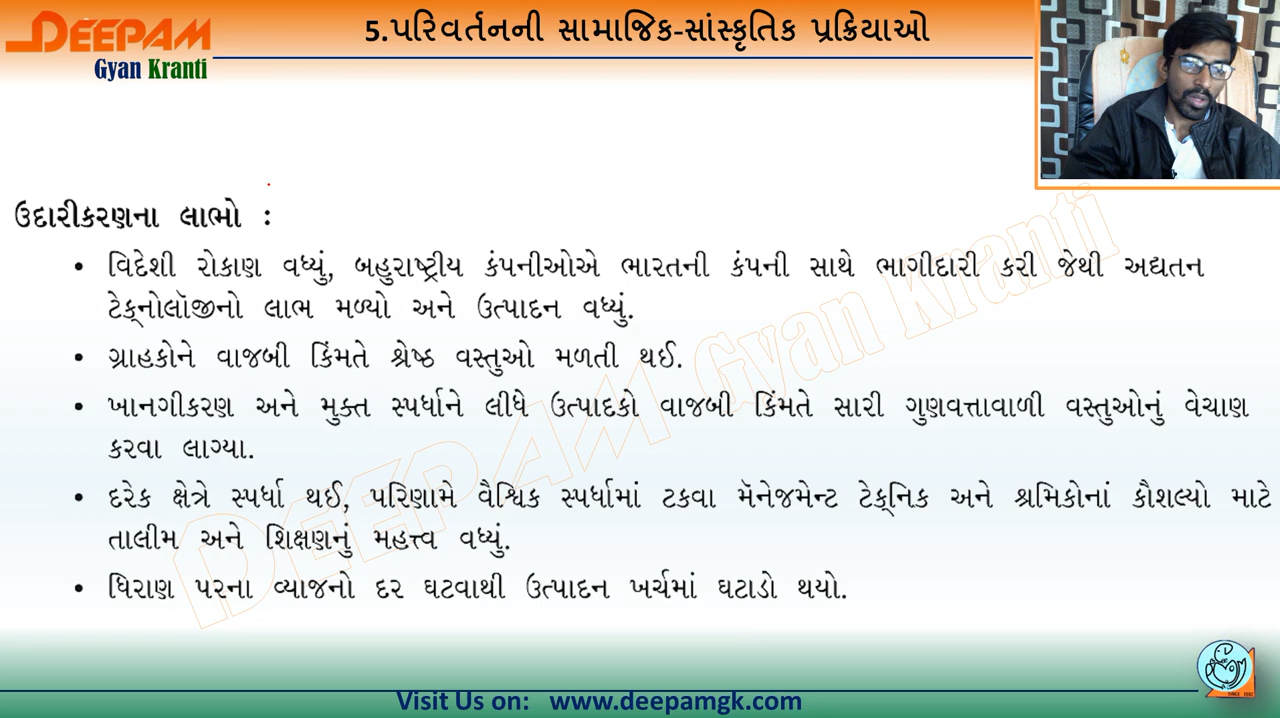 DEEPAM
Gyan Kranti
5.પરિવર્તનની સામાજિક-સાંસ્કૃતિક પ્રક્રિયાઓ
ઉદારીકરણના લાભો :
• વિદેશી રોકાણ વધ્યું, બહુરાષ્ટ્રીય કંપનીઓએ ભારતની કંપની સાથે ભાગીદારી કરી જેથી અદ્યતન
ટેક્નોલૉજીનો લાભ મળ્યો અને ઉત્પાદન વધ્યું.
• ગ્રાહકોને વાજબી કિંમતે શ્રેષ્ઠ વસ્તુઓ મળતી થઈ.
• ખાનગીકરણ અને મુક્ત સ્પર્ધાને લીધે ઉત્પાદકો વાજબી કિંમતે સારી ગુણવત્તાવાળી વસ્તુઓનું વેચાણ
કરવા લાગ્યા.
• દરેક ક્ષેત્રે સ્પર્ધા થઈ, પરિણામે વૈશ્વિક સ્પર્ધામાં ટકવા મૅનેજમેન્ટ ટેક્નિક અને શ્રમિકોનાં કૌશલ્યો માટે
તાલીમ અને શિક્ષણનું મહત્ત્વ વધ્યું.
• ધિરાણ પરના વ્યાજનો દર ઘટવાથી ઉત્પાદન ખર્ચમાં ઘટાડો થયો.
DEEPAM Gyan Kranti
Visit Us on: www.deepamgk.com